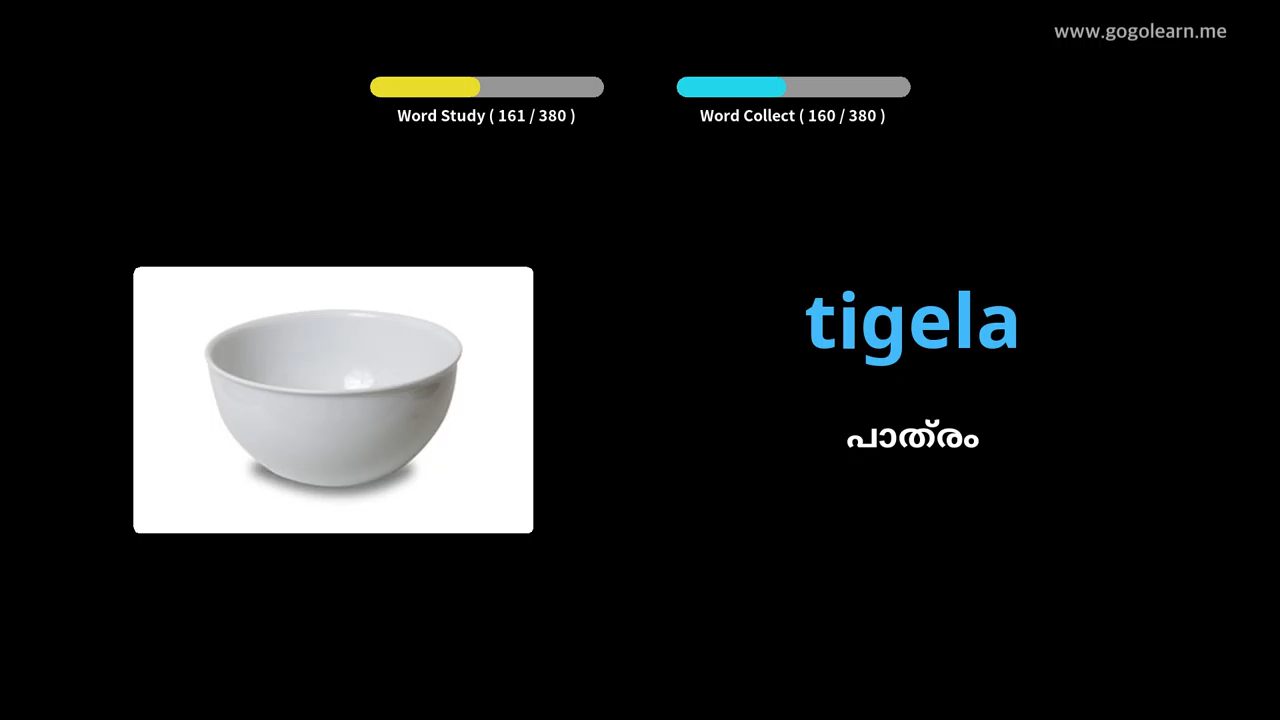 www.gogolearn.me
Word Study ( 161 / 380 )
Word Collect ( 160 / 380 )
tigela
പാത്രം